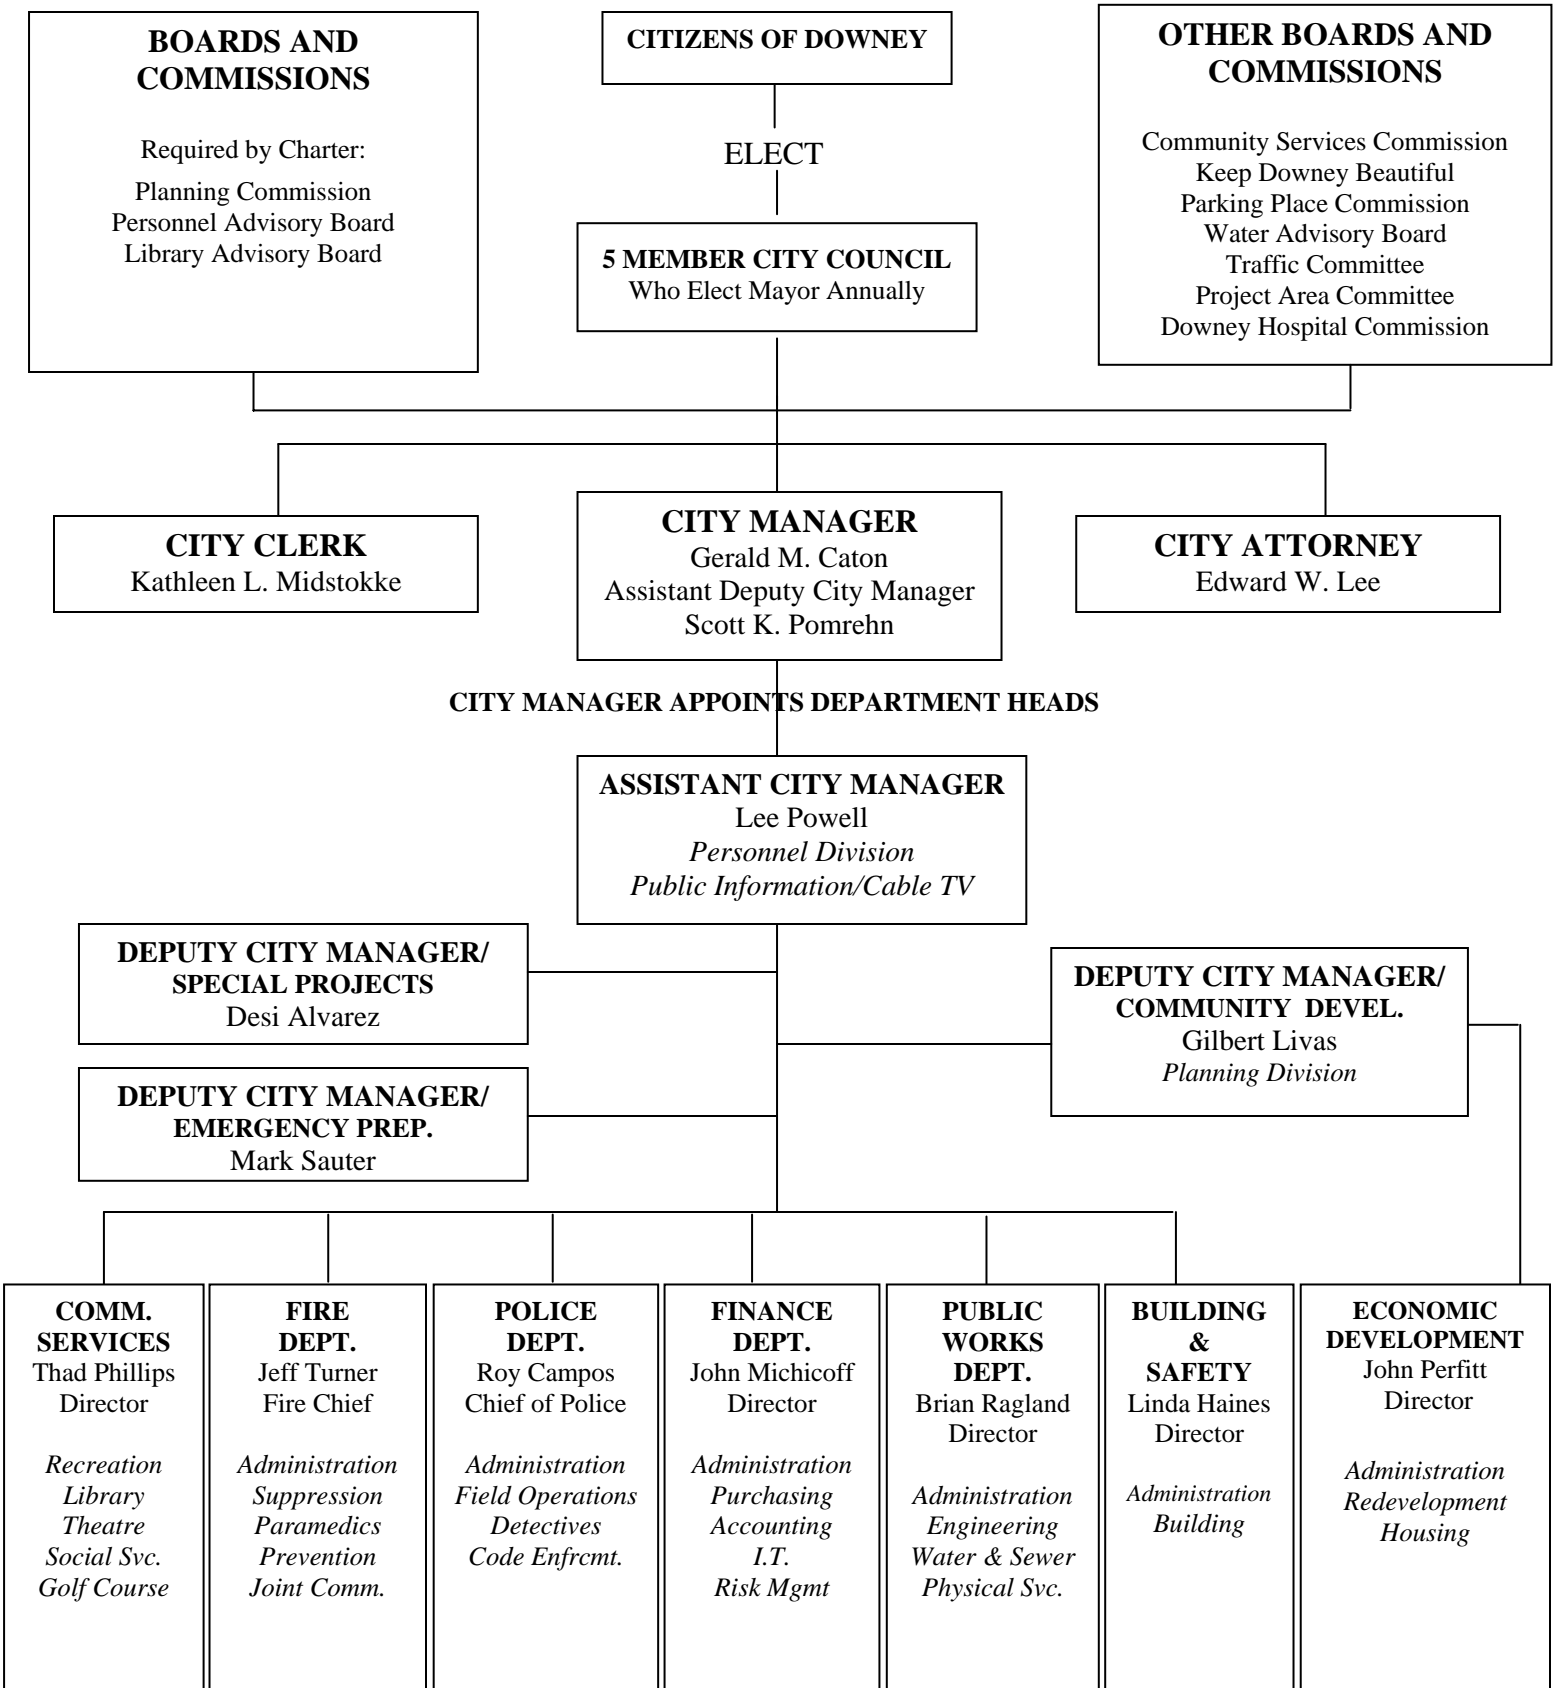 BOARDS AND
COMMISSIONS
Required by Charter:
Planning Commission
Personnel Advisory Board
Library Advisory Board
CITIZENS OF DOWNEY
ELECT
5 MEMBER CITY COUNCIL
Who Elect Mayor Annually
OTHER BOARDS AND
COMMISSIONS
Community Services Commission
Keep Downey Beautiful
Parking Place Commission
Water Advisory Board
Traffic Committee
Project Area Committee
Downey Hospital Commission
CITY CLERK
Kathleen L. Midstokke
CITY MANAGER
Gerald M. Caton
Assistant Deputy City Manager
Scott K. Pomrehn
CITY ATTORNEY
Edward W. Lee
CITY MANAGER APPOINTS DEPARTMENT HEADS
ASSISTANT CITY MANAGER
Lee Powell
Personnel Division
Public Information/Cable TV
DEPUTY CITY MANAGER/
SPECIAL PROJECTS
Desi Alvarez
DEPUTY CITY MANAGER/
COMMUNITY DEVEL.
Gilbert Livas
Planning Division
DEPUTY CITY MANAGER/
EMERGENCY PREP.
Mark Sauter
COMM.
SERVICES
Thad Phillips
Director
Recreation
Library
Theatre
Social Svc.
Golf Course
FIRE
DEPT.
Jeff Turner
Fire Chief
Administration
Suppression
Paramedics
Prevention
Joint Comm.
POLICE
DEPT.
Roy Campos
Chief of Police
Administration
Field Operations
Detectives
Code Enfrcmt.
FINANCE
DEPT.
John Michicoff
Director
Administration
Purchasing
Accounting
I.T.
Risk Mgmt
PUBLIC
WORKS
DEPT.
Brian Ragland
Director
Administration
Engineering
Water & Sewer
Physical Svc.
BUILDING
&
SAFETY
Linda Haines
Director
Administration
Building
ECONOMIC
DEVELOPMENT
John Perfitt
Director
Administration
Redevelopment
Housing